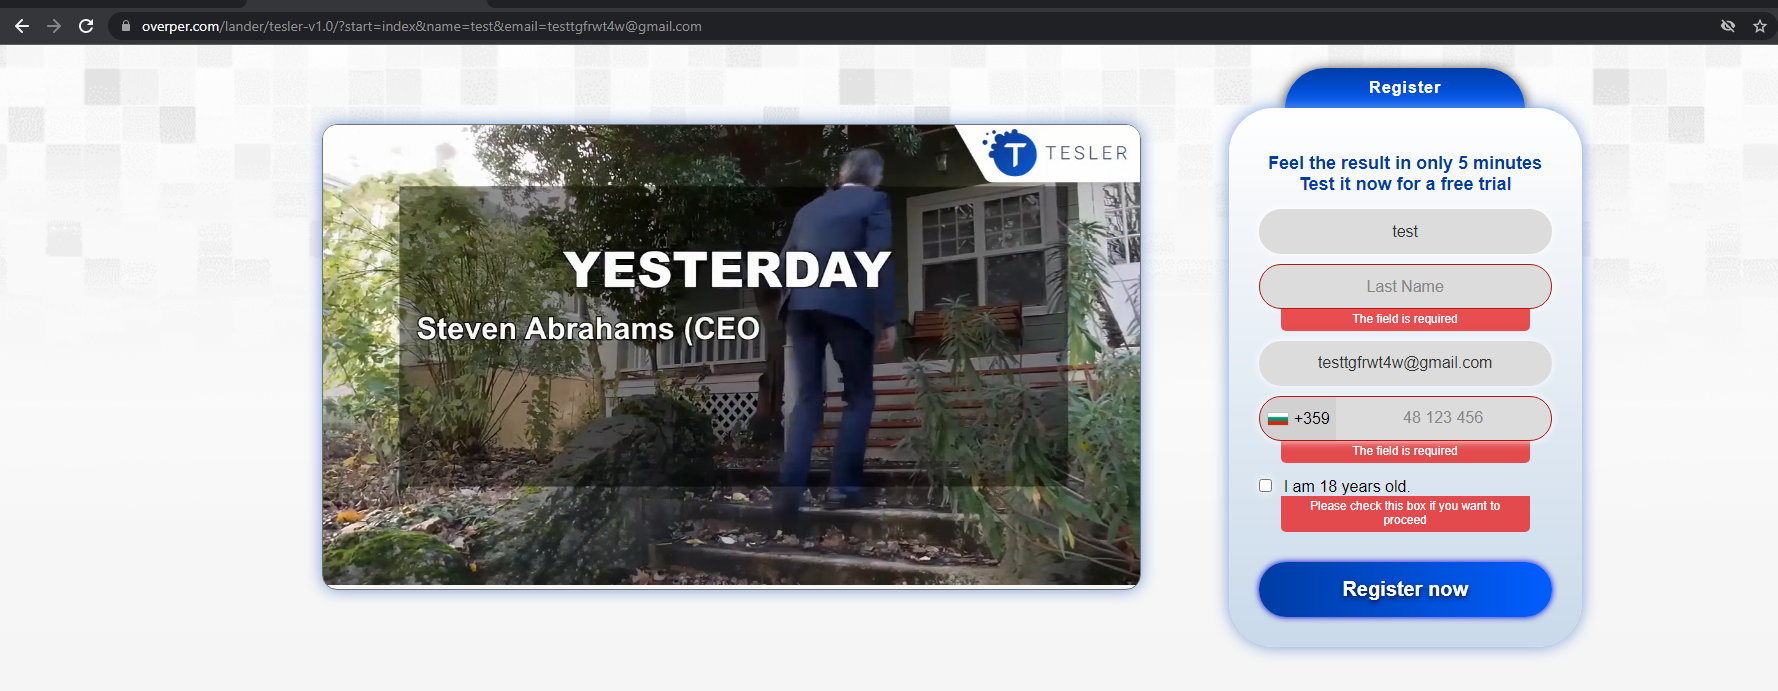 overper.com/lander/tesler-v1.0/?start=index&name=test&email=testtgfrwt4w@gmail.com
Register
T TESLER
Feel the result in only 5 minutes
Test it now for a free trial
test
YESTERDAY
Last Name
Steven Abrahams (CEO
The field is required
testtgfrwt4w@gmail.com
+359 48 123 456
The field is required
I am 18 years old.
Please check this box if you want to
proceed
Register now